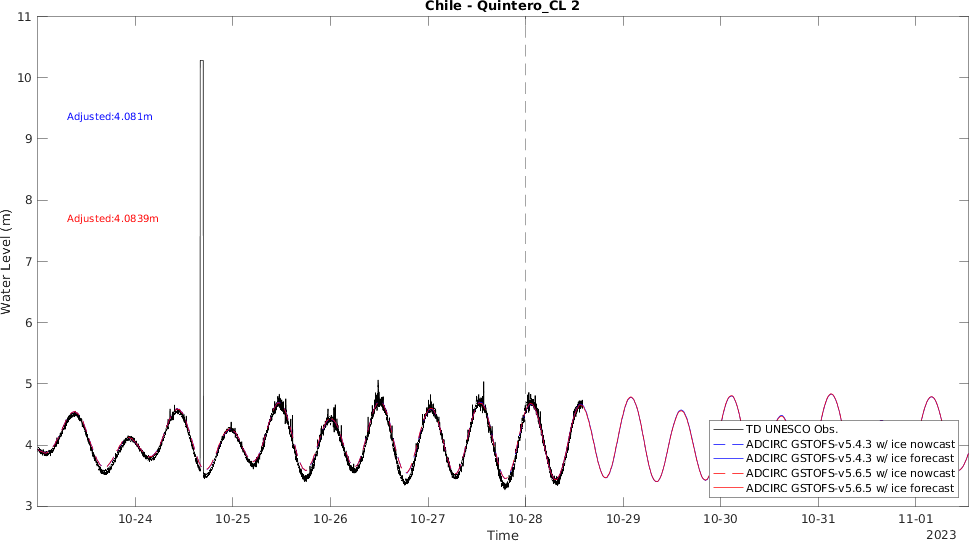 Chile - Quintero_CL 2
11
10
9
8
7
6
5
4
3
Water Level (m)
Adjusted:4.081m
Adjusted:4.0839m
TD UNESCO Obs.
ADCIRC GSTOFS-v5.4.3 w/ ice nowcast
ADCIRC GSTOFS-v5.4.3 w/ ice forecast
ADCIRC GSTOFS-v5.6.5 w/ ice nowcast
ADCIRC GSTOFS-v5.6.5 w/ ice forecast
10-24 10-25 10-26 10-27 10-28 10-29 10-30 10-31 11-01
Time
2023